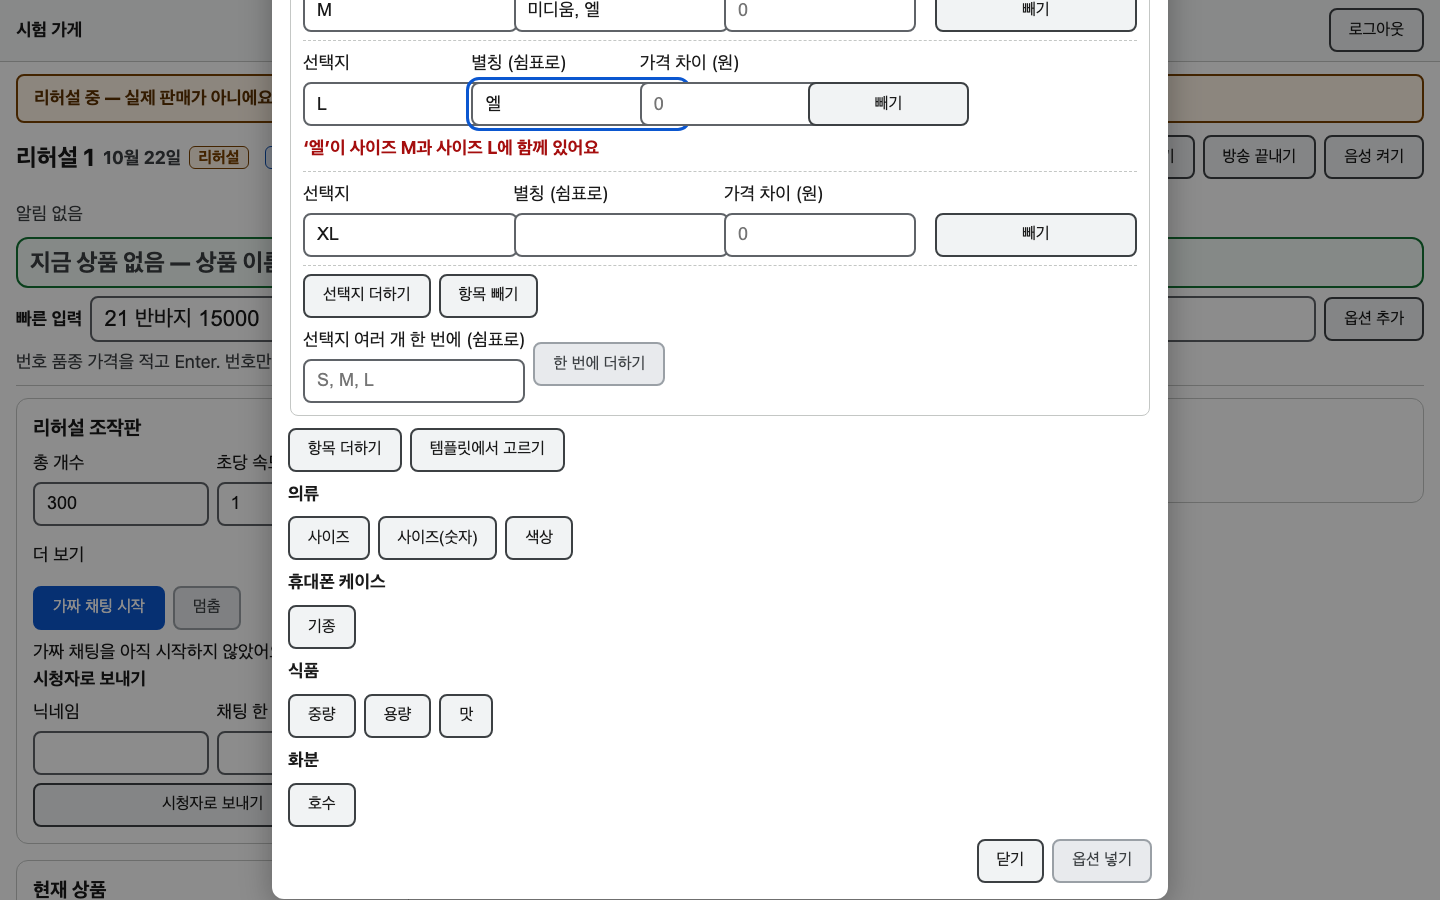 시험 가게
로그아웃
리허설 중 — 실제 판매가 아니에요
리허설 1 10월 22일 리허설
방송 끝내기
음성 켜기
알림 없음
지금 상품 없음 — 상품 이름
빠른 입력 21 반바지 15000
옵션 추가
번호 품종 가격을 적고 Enter. 번호만
리허설 조작판
총 개수 초당 속도
300 1
더 보기
가짜 채팅 시작 멈춤
가짜 채팅을 아직 시작하지 않았어요
시청자로 보내기
닉네임 채팅 한
시청자로 보내기
현재 상품
M 미디움, 엘 0 빼기
선택지 별칭 (쉼표로) 가격 차이 (원)
L 엘 0 빼기
‘엘’이 사이즈 M과 사이즈 L에 함께 있어요
선택지 별칭 (쉼표로) 가격 차이 (원)
XL 0 빼기
선택지 더하기 항목 빼기
선택지 여러 개 한 번에 (쉼표로)
S, M, L 한 번에 더하기
항목 더하기 템플릿에서 고르기
의류
사이즈 사이즈(숫자) 색상
휴대폰 케이스
기종
식품
중량 용량 맛
화분
호수
닫기 옵션 넣기